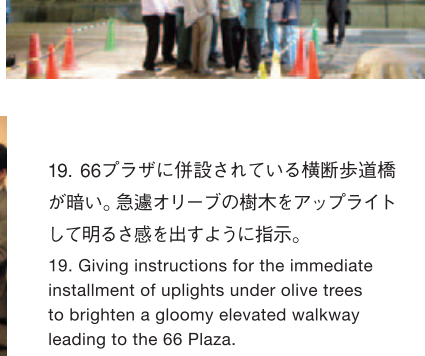 19. 66プラザに併設されている横断歩道橋
が暗い。急遽オリーブの樹木をアップライト
して明るさ感を出すように指示。
19. Giving instructions for the immediate
installment of uplights under olive trees
to brighten a gloomy elevated walkway
leading to the 66 Plaza.